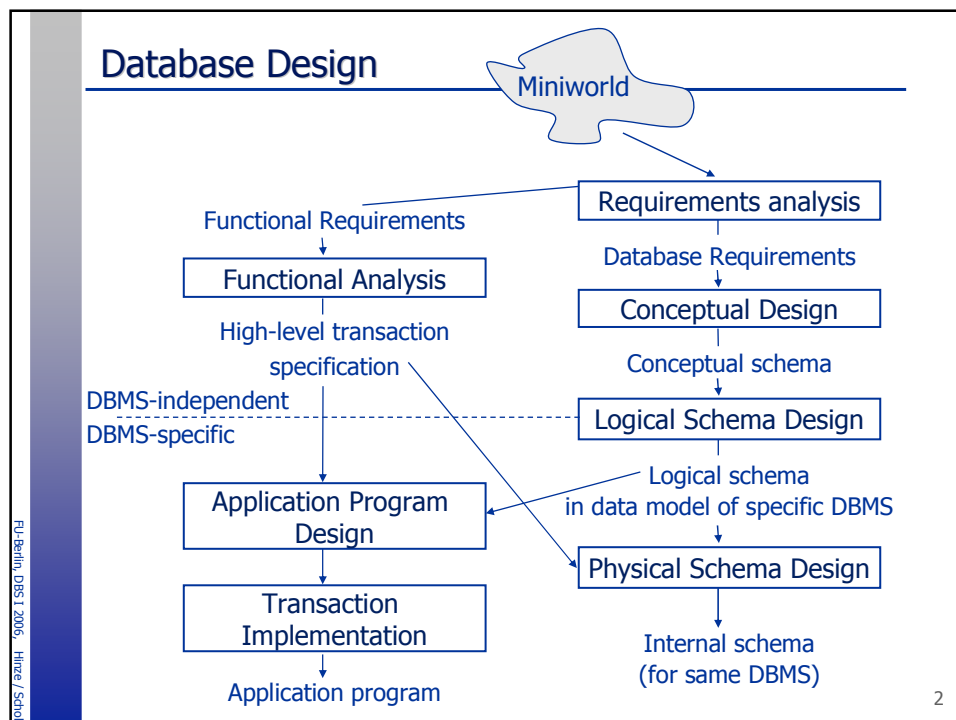 Database Design
Miniworld
Requirements analysis
Functional Requirements
Database Requirements
Functional Analysis
Conceptual Design
High-level transaction
specification
Conceptual schema
DBMS-independent
DBMS-specific
Logical Schema Design
Logical schema
in data model of specific DBMS
Application Program
Design
Physical Schema Design
Transaction
Implementation
Internal schema
(for same DBMS)
Application program
FU-Berlin, DBS I 2006, Hinze / Schol
2